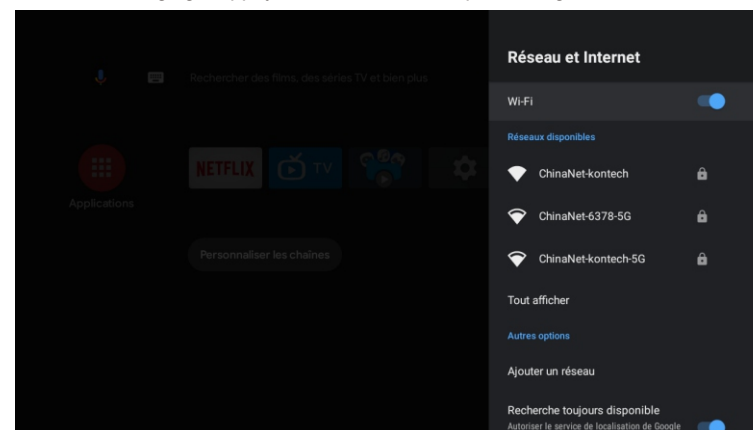 Réseau et Internet
Rechercher des films, des séries TV et bien plus
Wi-Fi
Réseaux disponibles
NETFLIX
TV
ChinaNet-kontech
Applications
ChinaNet-6378-5G
Personnaliser les chaînes
ChinaNet-kontech-5G
Tout afficher
Autres options
Ajouter un réseau
Recherche toujours disponible
Autoriser le service de localisation de Google